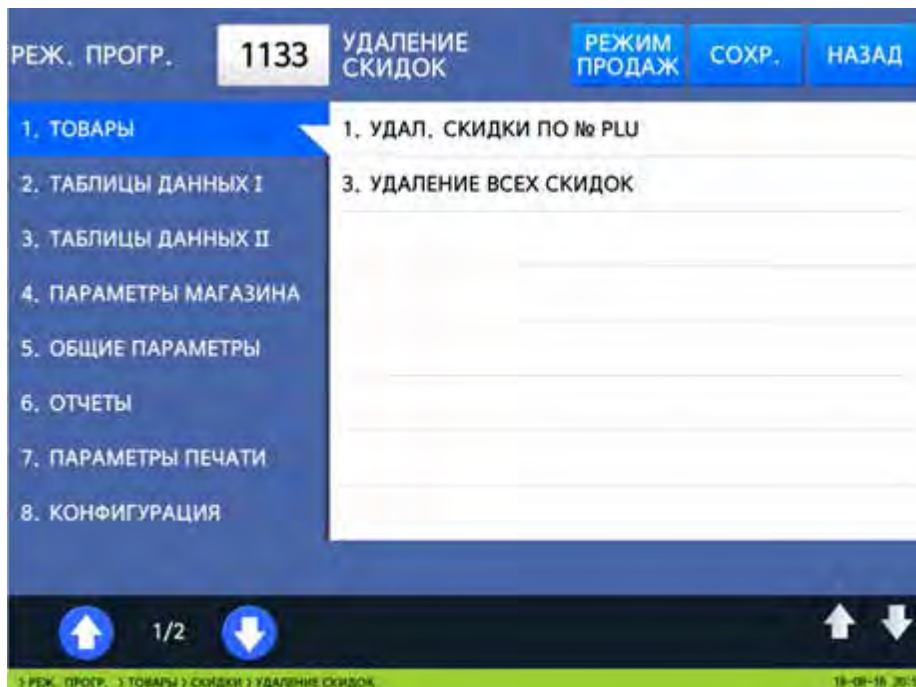 РЕЖ. ПРОГР.
1133
УДАЛЕНИЕ
СКИДОК
РЕЖИМ
ПРОДАЖ
СОХР.
НАЗАД
1. ТОВАРЫ
2. ТАБЛИЦЫ ДАННЫХ I
3. ТАБЛИЦЫ ДАННЫХ II
4. ПАРАМЕТРЫ МАГАЗИНА
5. ОБЩИЕ ПАРАМЕТРЫ
6. ОТЧЕТЫ
7. ПАРАМЕТРЫ ПЕЧАТИ
8. КОНФИГУРАЦИЯ
1. УДАЛ. СКИДКИ ПО № PLU
3. УДАЛЕНИЕ ВСЕХ СКИДОК
1/2
> РЕЖ. ПРОГР. > ТОВАРЫ > СКИДКИ > УДАЛЕНИЕ СКИДОК